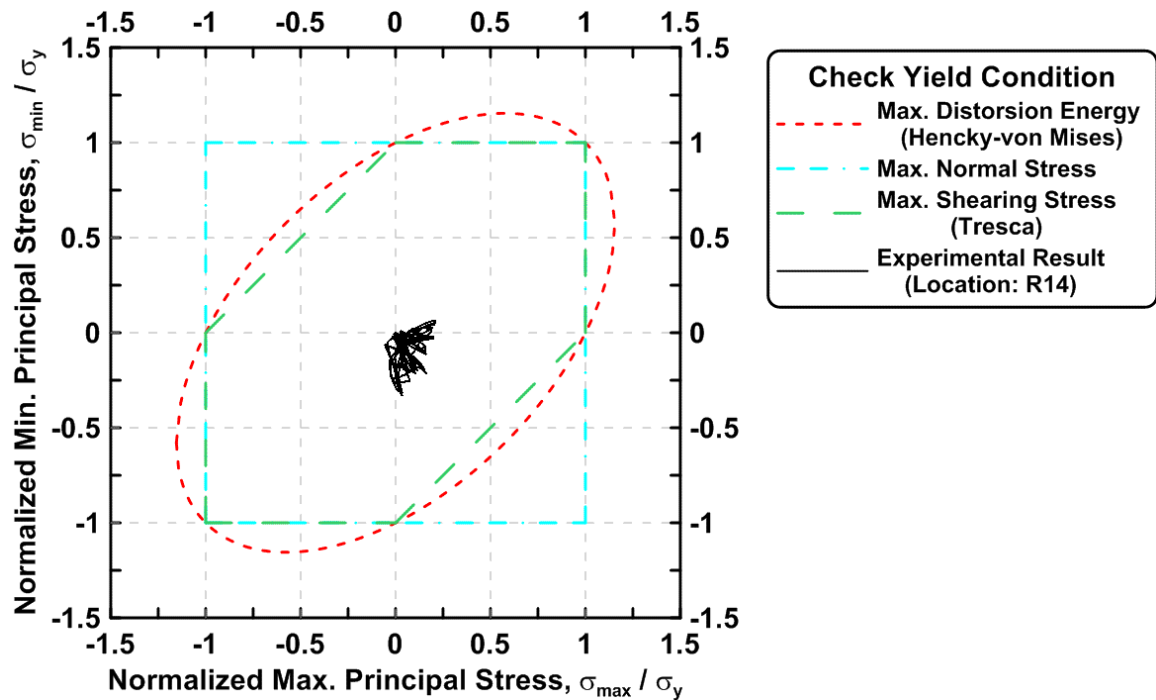 -1.5 -1 -0.5 0 0.5 1 1.5
1.5 1.5
1 1
0.5 0.5
0 0
-0.5 -0.5
-1 -1
-1.5 -1.5
-1.5 -1 -0.5 0 0.5 1 1.5
Normalized Max. Principal Stress, σmax / σy
Normalized Min. Principal Stress, σmin / σy
Check Yield Condition
Max. Distorsion Energy
(Hencky-von Mises)
Max. Normal Stress
Max. Shearing Stress
(Tresca)
Experimental Result
(Location: R14)